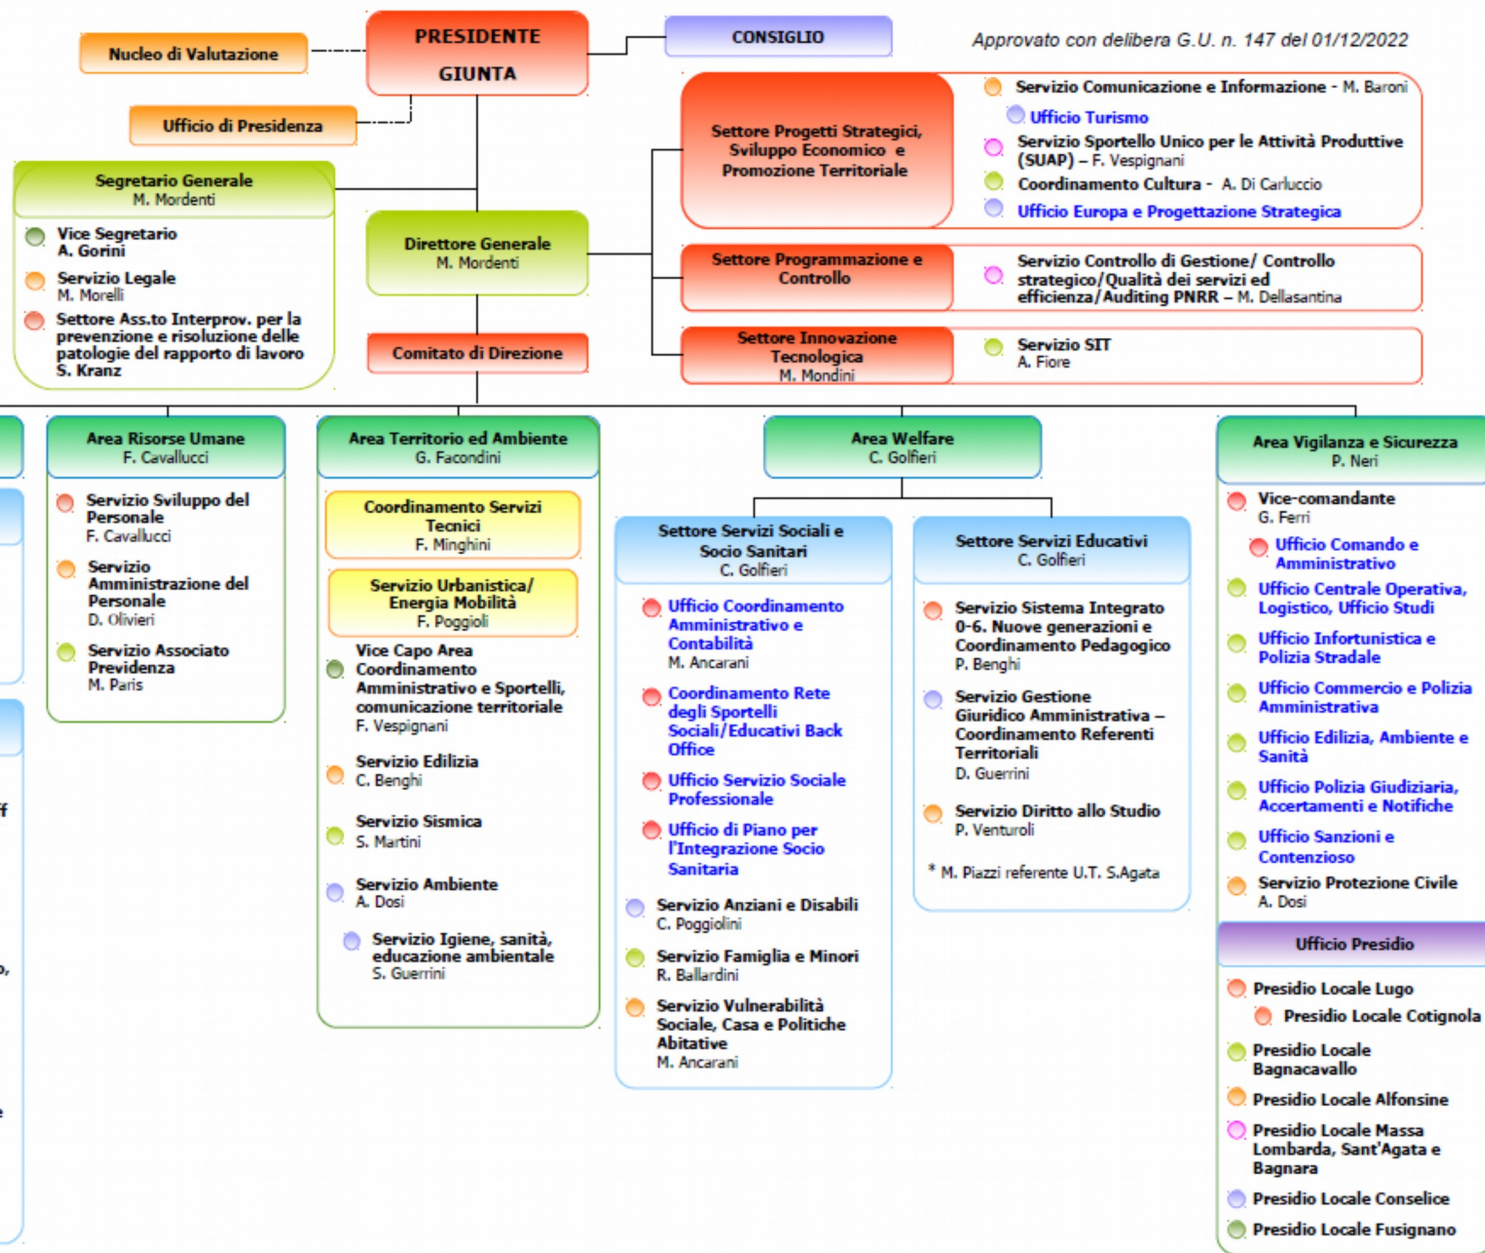 Nucleo di Valutazione
PRESIDENTE
GIUNTA
CONSIGLIO
Approvato con delibera G.U. n. 147 del 01/12/2022
Ufficio di Presidenza
Segretario Generale
M. Mordenti
Vice Segretario
A. Gorini
Servizio Legale
M. Morelli
Settore Ass.to Interprov. per la
prevenzione e risoluzione delle
patologie del rapporto di lavoro
S. Kranz
Direttore Generale
M. Mordenti
Comitato di Direzione
Settore Progetti Strategici,
Sviluppo Economico e
Promozione Territoriale
Servizio Comunicazione e Informazione - M. Baroni
Ufficio Turismo
Servizio Sportello Unico per le Attività Produttive
(SUAP) – F. Vespignani
Coordinamento Cultura - A. Di Carluccio
Ufficio Europa e Progettazione Strategica
Settore Programmazione e
Controllo
Servizio Controllo di Gestione/ Controllo
strategico/Qualità dei servizi ed
efficienza/Auditing PNRR – M. Dellasantina
Settore Innovazione
Tecnologica
M. Mondini
Servizio SIT
A. Fiore
Area Risorse Umane
F. Cavallucci
Servizio Sviluppo del
Personale
F. Cavallucci
Servizio
Amministrazione del
Personale
D. Olivieri
Servizio Associato
Previdenza
M. Paris
Area Territorio ed Ambiente
G. Facondini
Coordinamento Servizi
Tecnici
F. Minghini
Servizio Urbanistica/
Energia Mobilità
F. Poggioli
Vice Capo Area
Coordinamento
Amministrativo e Sportelli,
comunicazione territoriale
F. Vespignani
Servizio Edilizia
C. Benghi
Servizio Sismica
S. Martini
Servizio Ambiente
A. Dosi
Servizio Igiene, sanità,
educazione ambientale
S. Guerrini
Area Welfare
C. Golfieri
Settore Servizi Sociali e
Socio Sanitari
C. Golfieri
Ufficio Coordinamento
Amministrativo e
Contabilità
M. Ancarani
Coordinamento Rete
degli Sportelli
Sociali/Educativi Back
Office
Ufficio Servizio Sociale
Professionale
Ufficio di Piano per
l'Integrazione Socio
Sanitaria
Servizio Anziani e Disabili
C. Poggiolini
Servizio Famiglia e Minori
R. Ballardini
Servizio Vulnerabilità
Sociale, Casa e Politiche
Abitative
M. Ancarani
Settore Servizi Educativi
C. Golfieri
Servizio Sistema Integrato
0-6. Nuove generazioni e
Coordinamento Pedagogico
P. Benghi
Servizio Gestione
Giuridico Amministrativa –
Coordinamento Referenti
Territoriali
D. Guerrini
Servizio Diritto allo Studio
P. Venturoli
* M. Piazzi referente U.T. S.Agata
Area Vigilanza e Sicurezza
P. Neri
Vice-comandante
G. Ferri
Ufficio Comando e
Amministrativo
Ufficio Centrale Operativa,
Logistico, Ufficio Studi
Ufficio Infortunistica e
Polizia Stradale
Ufficio Commercio e Polizia
Amministrativa
Ufficio Edilizia, Ambiente e
Sanità
Ufficio Polizia Giudiziaria,
Accertamenti e Notifiche
Ufficio Sanzioni e
Contenzioso
Servizio Protezione Civile
A. Dosi
Ufficio Presidio
Presidio Locale Lugo
Presidio Locale Cotignola
Presidio Locale
Bagnacavallo
Presidio Locale Alfonsine
Presidio Locale Massa
Lombarda, Sant'Agata e
Bagnara
Presidio Locale Conselice
Presidio Locale Fusignano